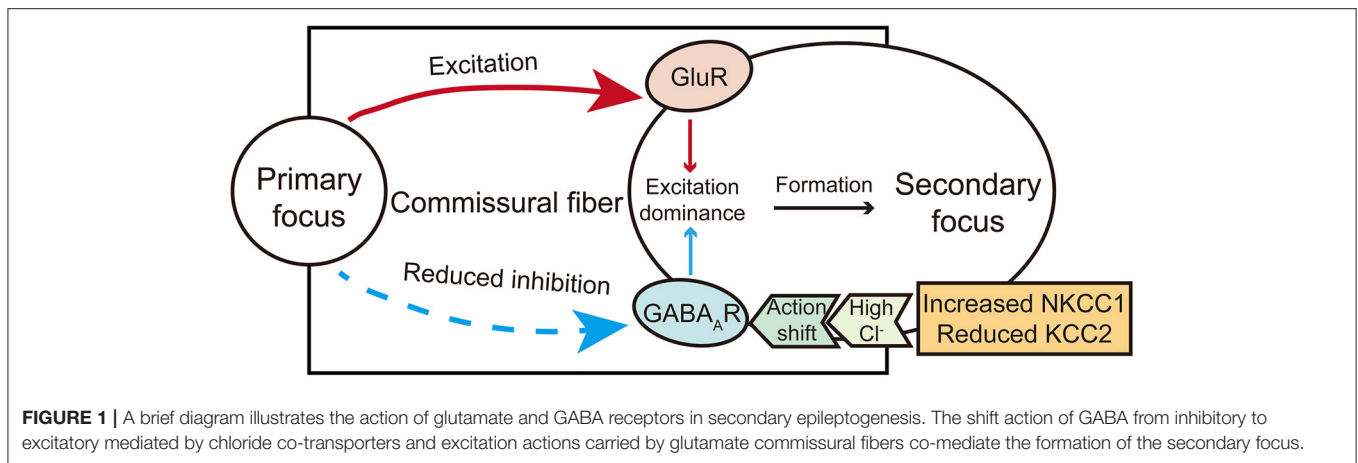 Excitation
GluR
Primary
focus
Commissural fiber
Excitation
dominance
Formation
Secondary
focus
Reduced inhibition
GABAAR
Action
shift
High
Cl-
Increased NKCC1
Reduced KCC2
FIGURE 1 | A brief diagram illustrates the action of glutamate and GABA receptors in secondary epileptogenesis. The shift action of GABA from inhibitory to
excitatory mediated by chloride co-transporters and excitation actions carried by glutamate commissural fibers co-mediate the formation of the secondary focus.